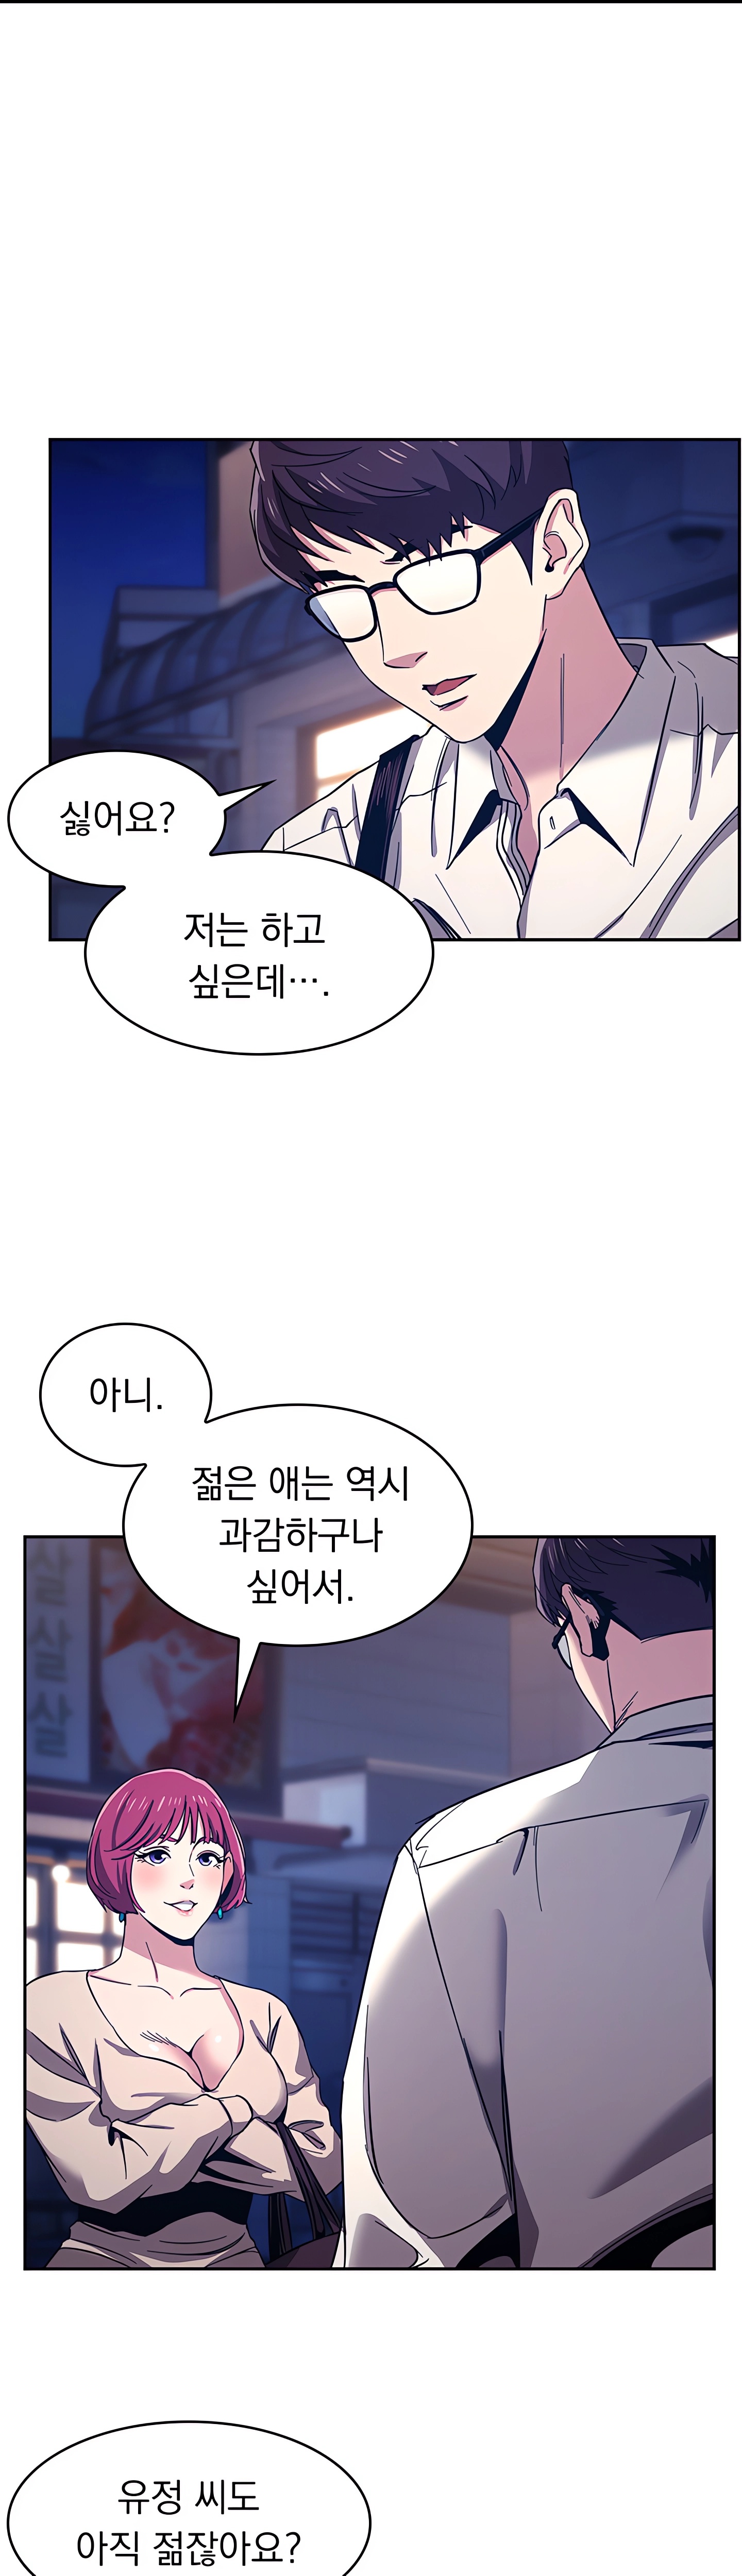 싫어요?
저는 하고
싶은데….
아니.
젊은 애는 역시
과감하구나
싶어서.
살
살
살
유정 씨도
아직 젊잖아요?